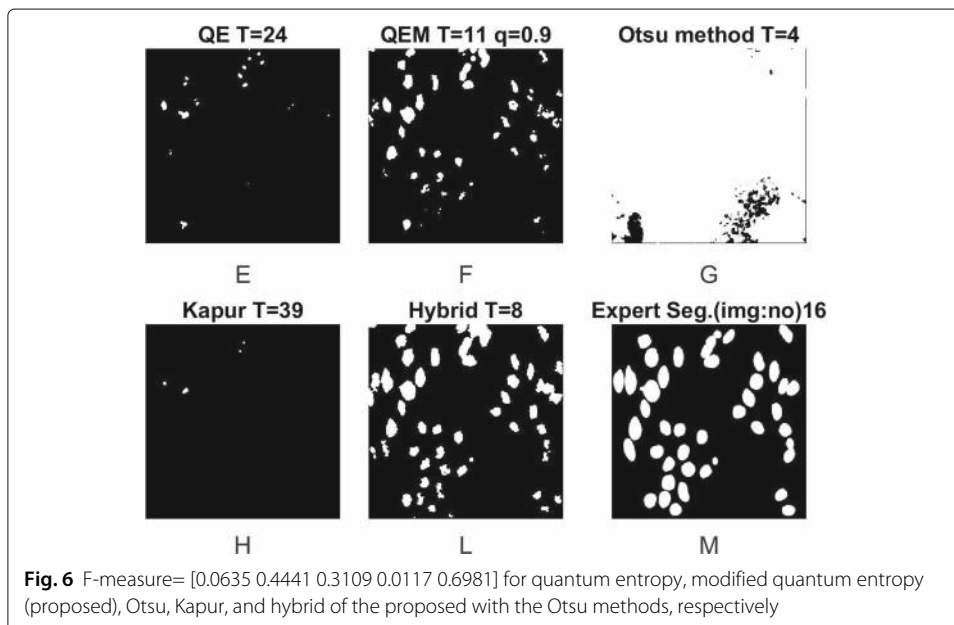 QE T=24
QEM T=11 q=0.9
Otsu method T=4
E
F
G
Kapur T=39
Hybrid T=8
Expert Seg.(img:no)16
H
L
M
Fig. 6 F-measure= [0.0635 0.4441 0.3109 0.0117 0.6981] for quantum entropy, modified quantum entropy
(proposed), Otsu, Kapur, and hybrid of the proposed with the Otsu methods, respectively